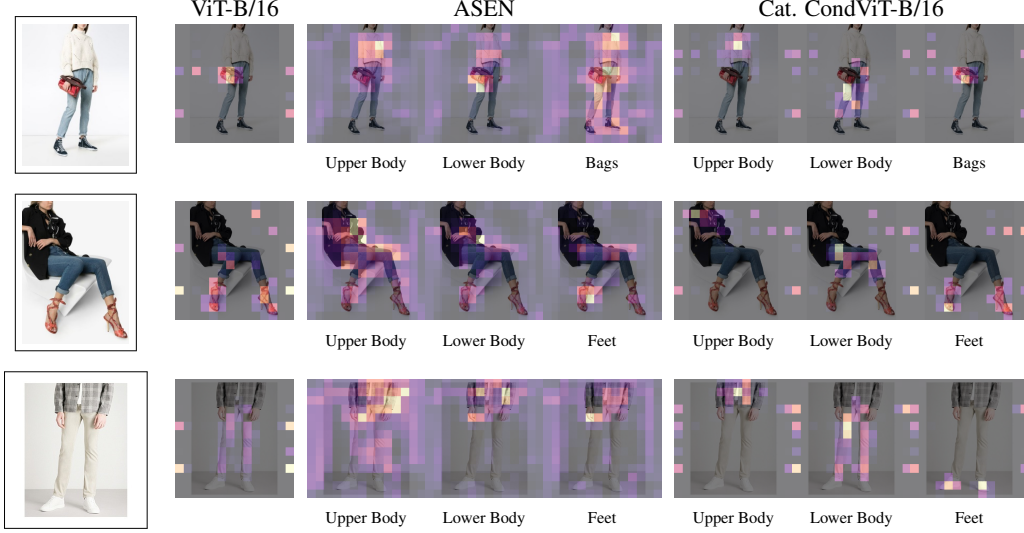 ViT-B/16 ASEN Cat. CondViT-B/16
Upper Body Lower Body Bags Upper Body Lower Body Bags
Upper Body Lower Body Feet Upper Body Lower Body Feet
Upper Body Lower Body Feet Upper Body Lower Body Feet